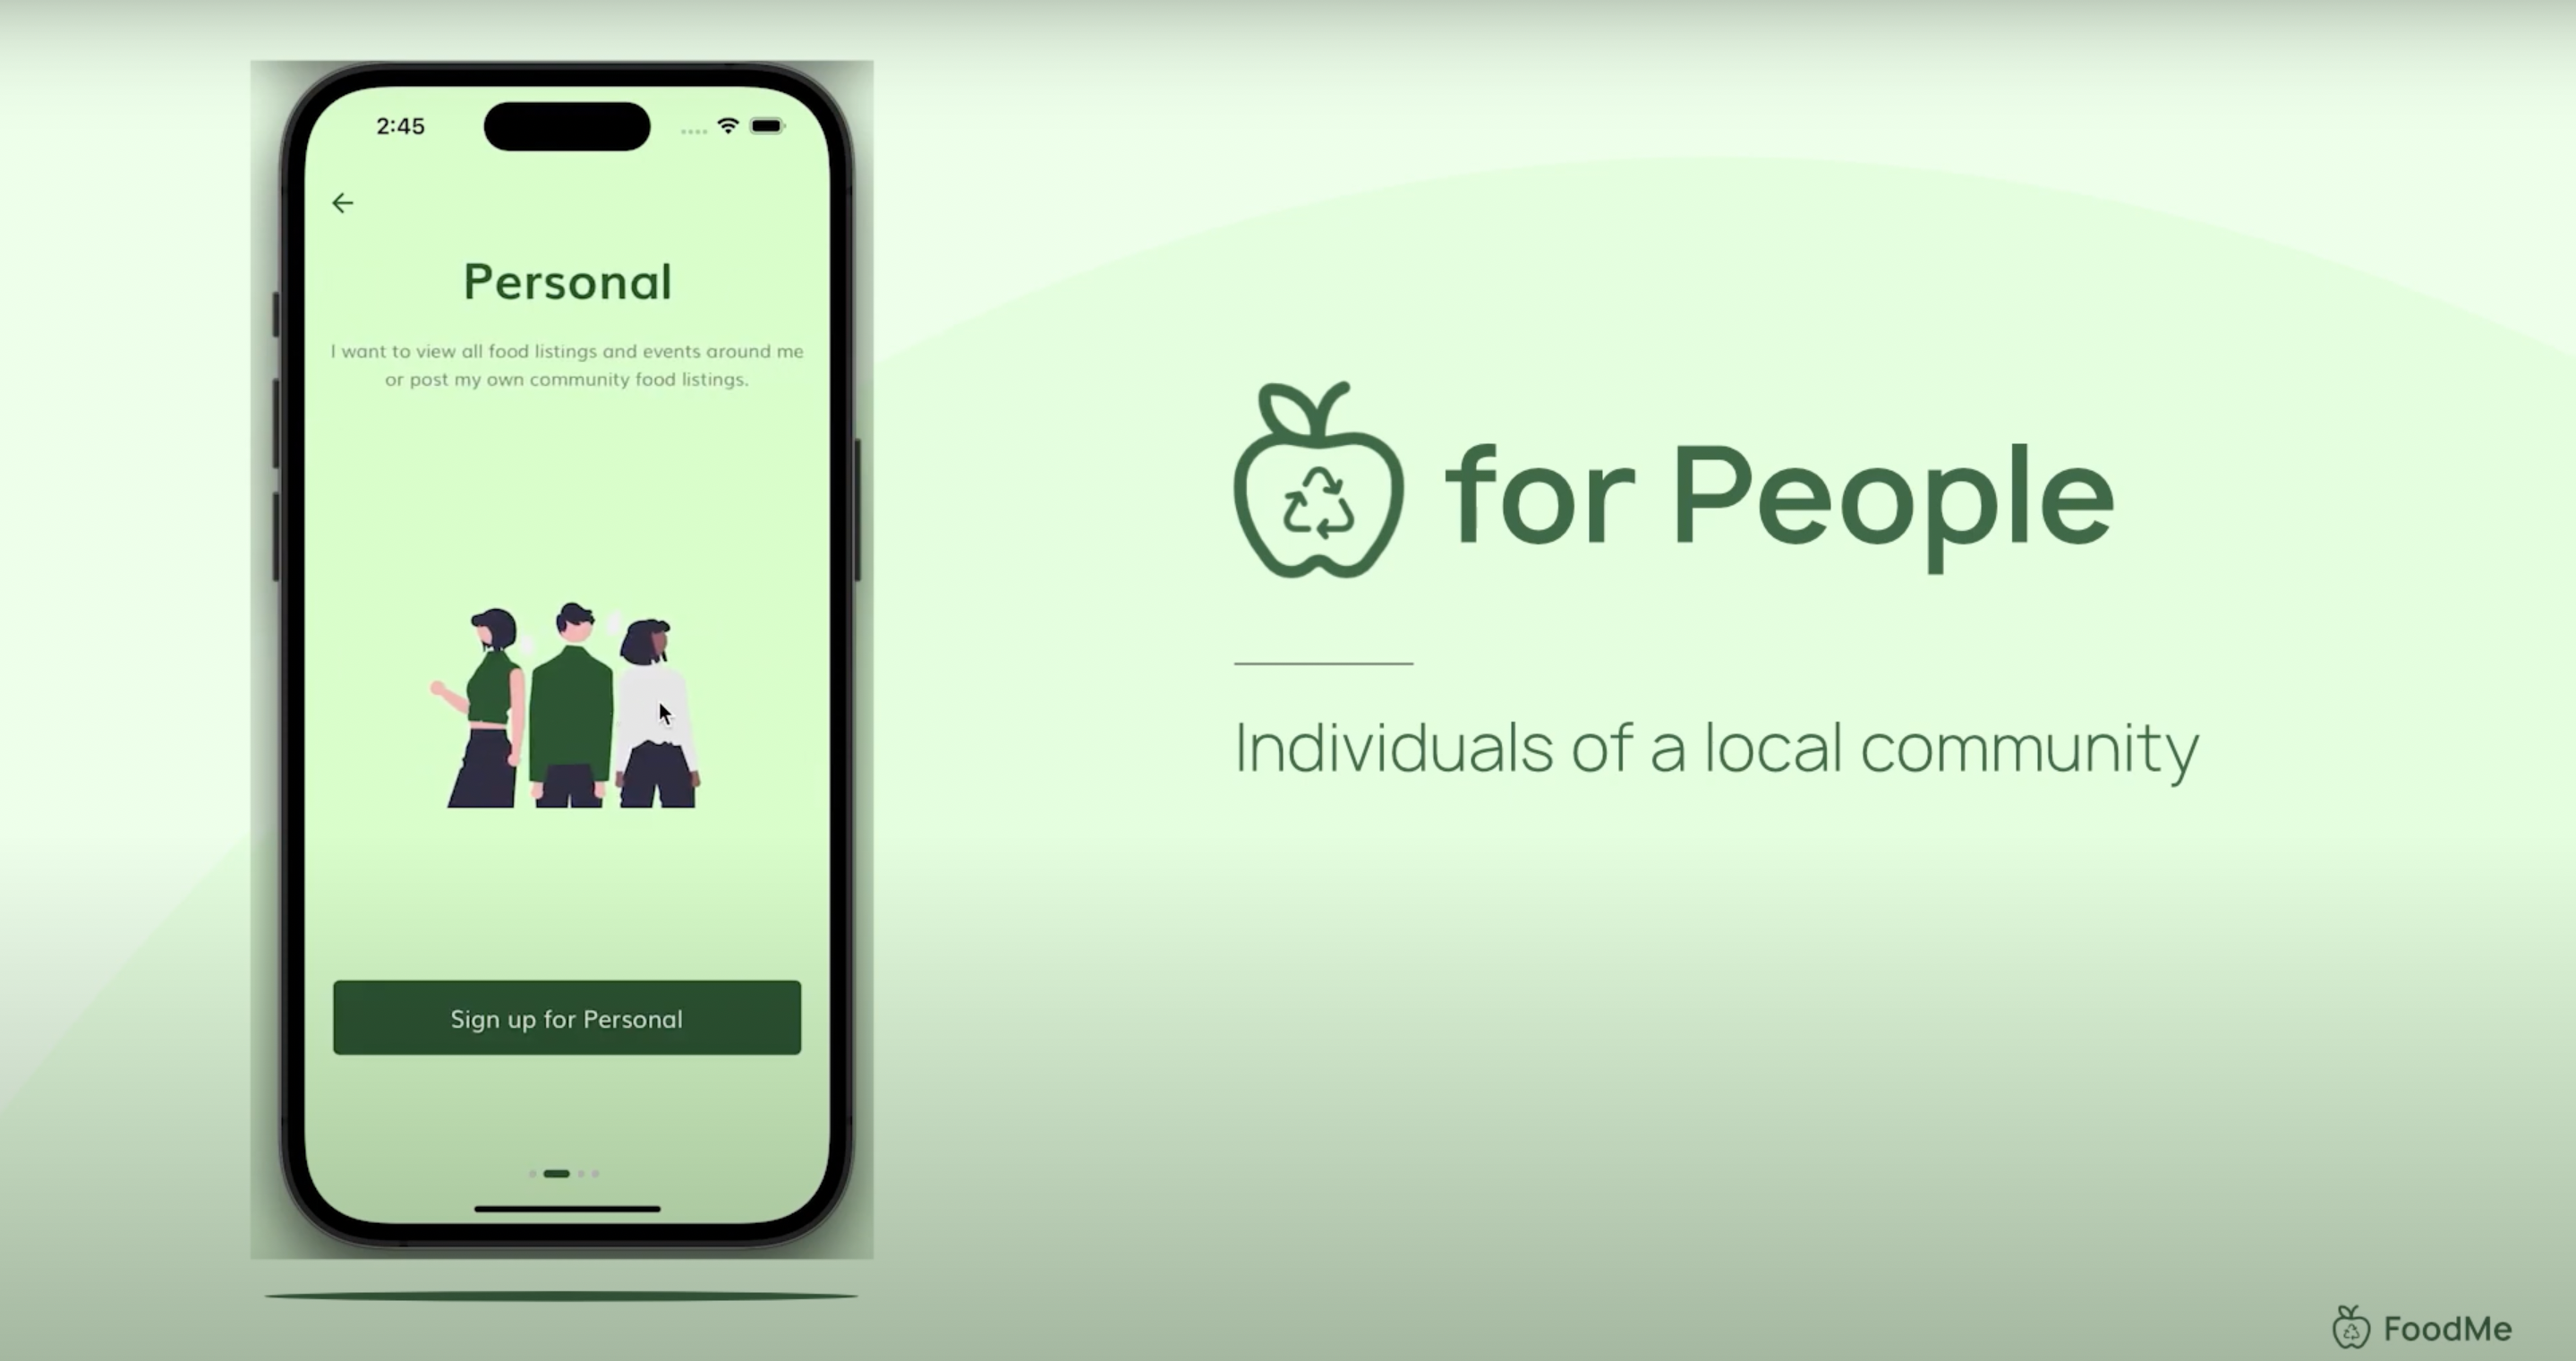 2:45
Personal
I want to view all food listings and events around me
or post my own community food listings.
Sign up for Personal
for People
Individuals of a local community
FoodMe